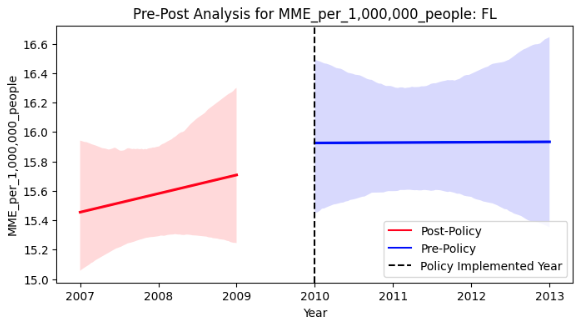 Pre-Post Analysis for MME_per_1,000,000_people: FL
MME_per_1,000,000_people
16.6
16.4
16.2
16.0
15.8
15.6
15.4
15.2
15.0
Post-Policy
Pre-Policy
Policy Implemented Year
2007 2008 2009 2010 2011 2012 2013
Year